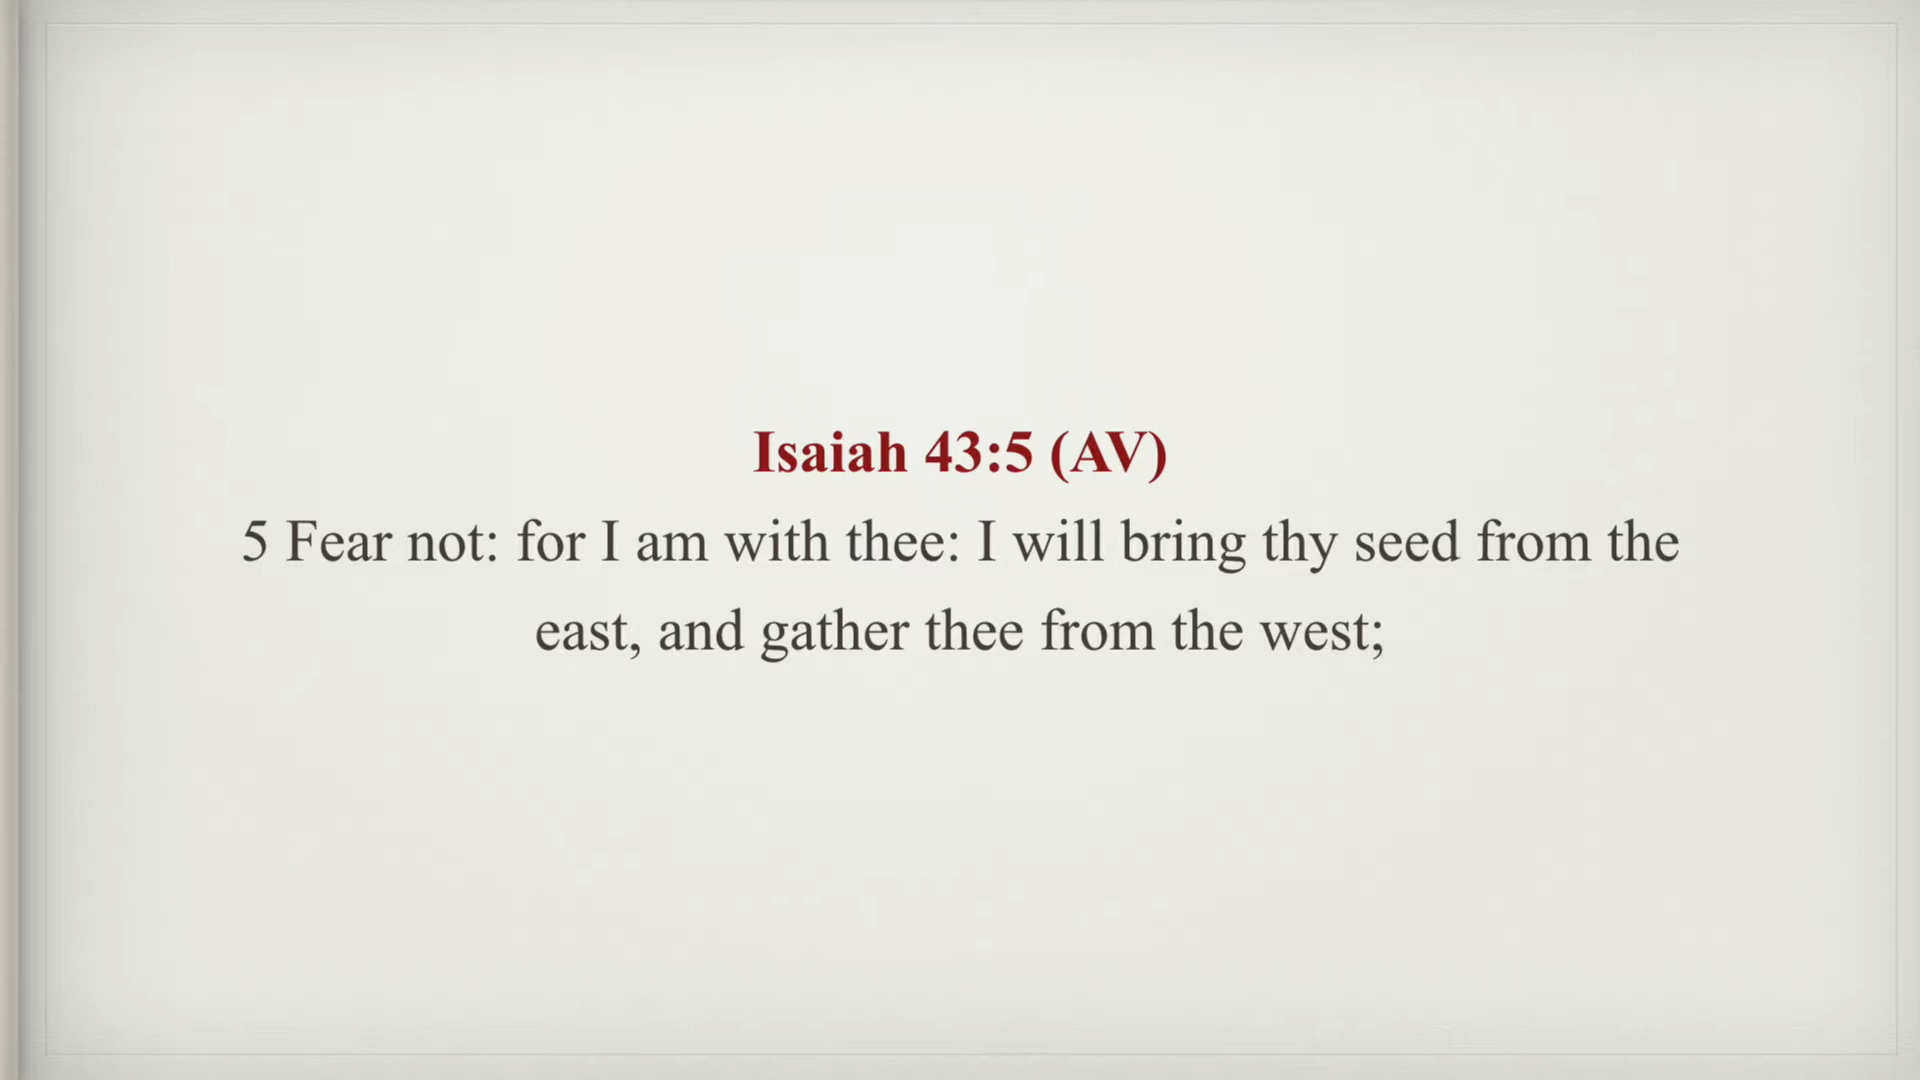 Isaiah 43:5 (AV)
5 Fear not: for I am with thee: I will bring thy seed from the
east, and gather thee from the west;